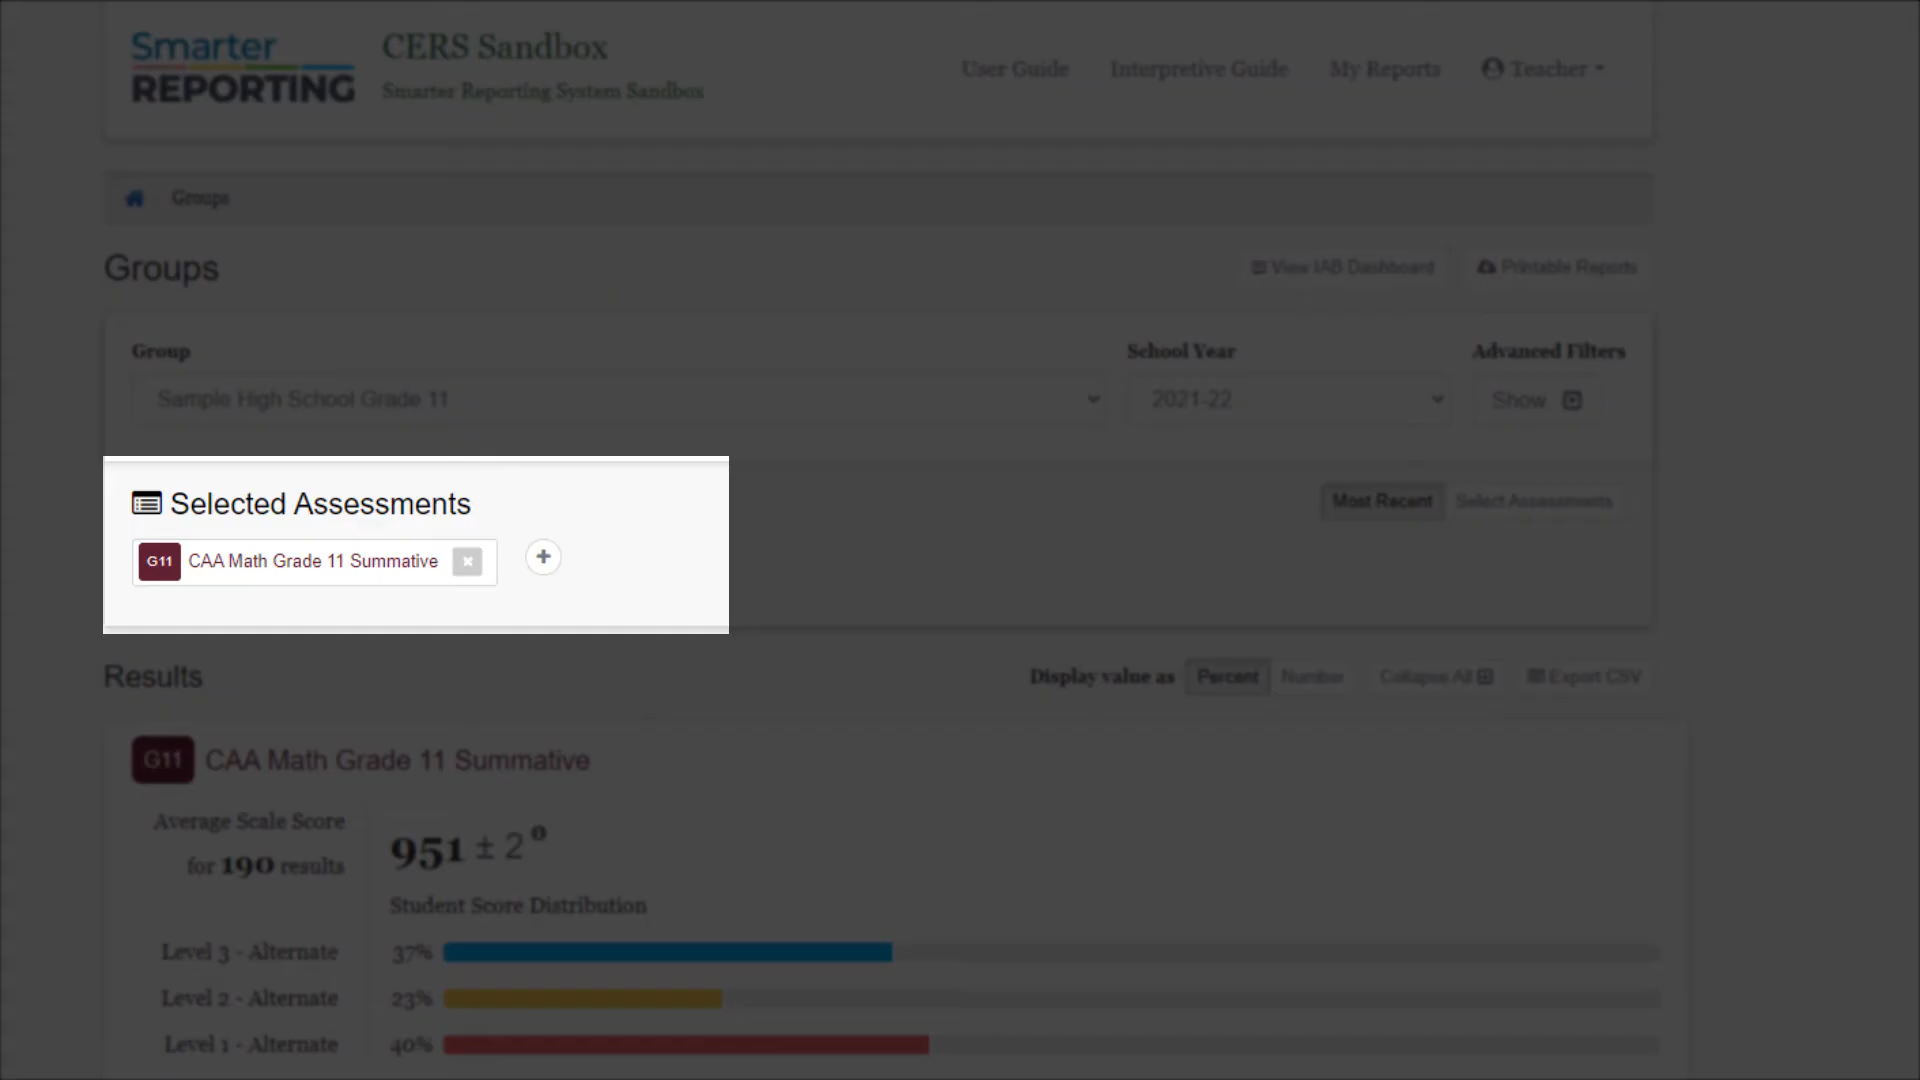 Smarter
REPORTING
CERS Sandbox
Smarter Reporting System Sandbox
User Guide
Interpretive Guide
My Reports
Teacher
Groups
Groups
View IAB Dashboard
Printable Reports
Group
School Year
Advanced Filters
Sample High School Grade 11
2021-22
Show
Selected Assessments
Most Recent
Select Assessments
G11 CAA Math Grade 11 Summative
Results
Display value as
Percent
Number
Collapse All
Export CSV
G11 CAA Math Grade 11 Summative
Average Scale Score
for 190 results
951 ± 2
Student Score Distribution
Level 3 - Alternate 37%
Level 2 - Alternate 23%
Level 1 - Alternate 40%